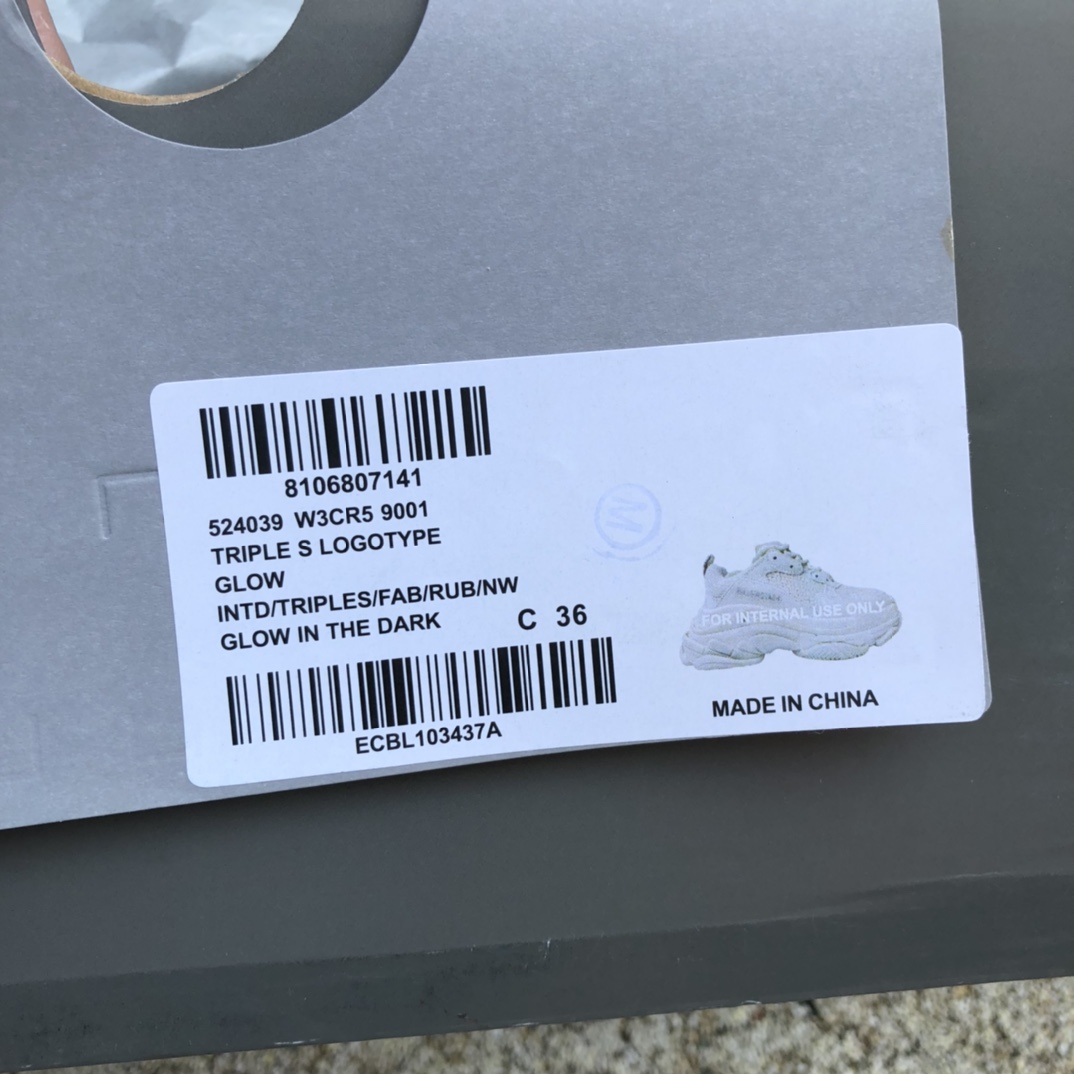 8106807141
524039 W3CR5 9001
TRIPLE S LOGOTYPE
GLOW
INTD/TRIPLES/FAB/RUB/NW
GLOW IN THE DARK
C 36
ECBL103437A
M
FOR INTERNAL USE ONLY
MADE IN CHINA